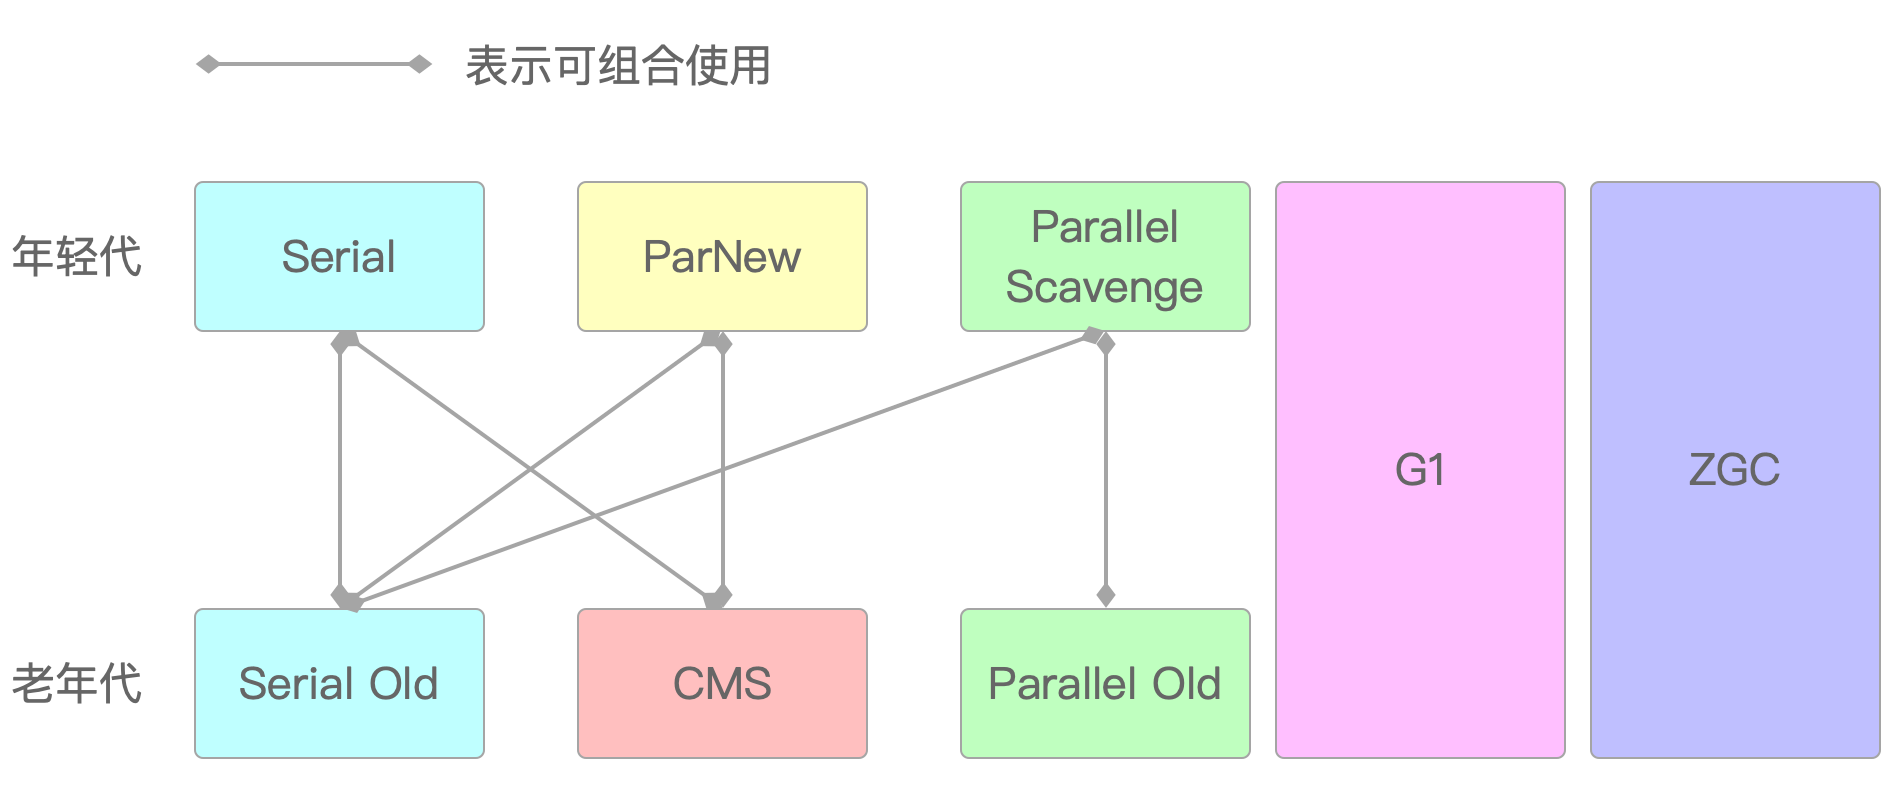 表示可组合使用
年轻代
Serial
ParNew
Parallel
Scavenge
G1
ZGC
老年代
Serial Old
CMS
Parallel Old